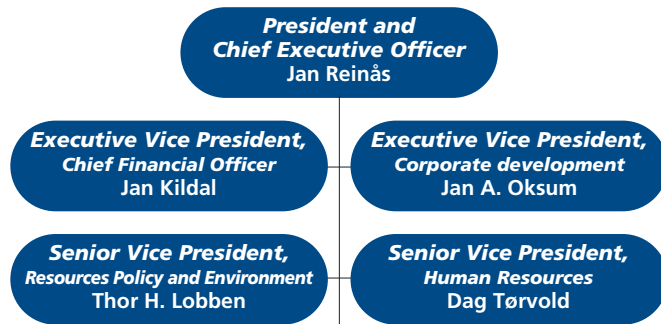 President and
Chief Executive Officer
Jan Reinås
Executive Vice President,
Chief Financial Officer
Jan Kildal
Executive Vice President,
Corporate development
Jan A. Oksum
Senior Vice President,
Resources Policy and Environment
Thor H. Lobben
Senior Vice President,
Human Resources
Dag Tørvold